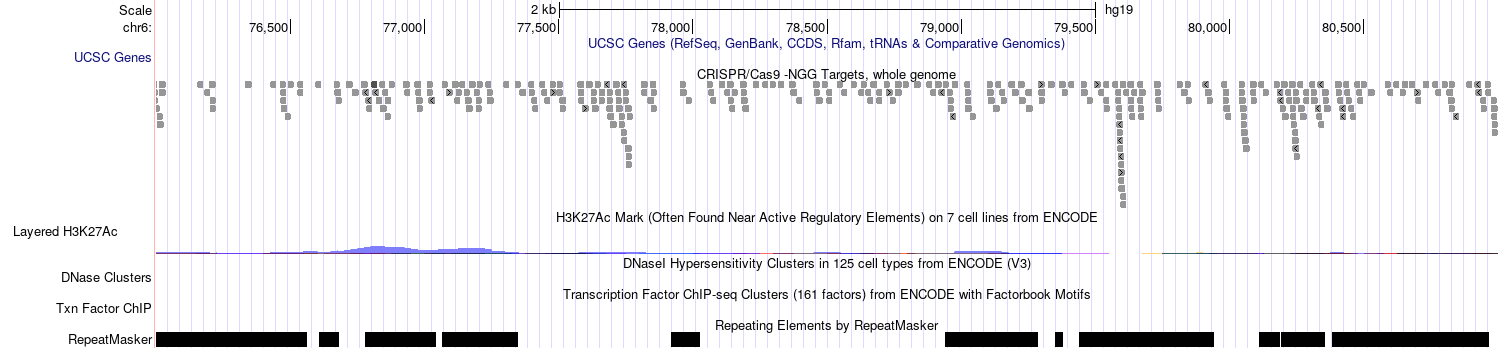 Scale 2 kb hg19
chr6: 76,500 77,000 77,500 78,000 78,500 79,000 79,500 80,000 80,500
UCSC Genes (RefSeq, GenBank, CCDS, Rfam, tRNAs & Comparative Genomics)
UCSC Genes
CRISPR/Cas9 -NGG Targets, whole genome
H3K27Ac Mark (Often Found Near Active Regulatory Elements) on 7 cell lines from ENCODE
Layered H3K27Ac
DNaseI Hypersensitivity Clusters in 125 cell types from ENCODE (V3)
DNase Clusters
Transcription Factor ChIP-seq Clusters (161 factors) from ENCODE with Factorbook Motifs
Txn Factor ChIP
Repeating Elements by RepeatMasker
RepeatMasker